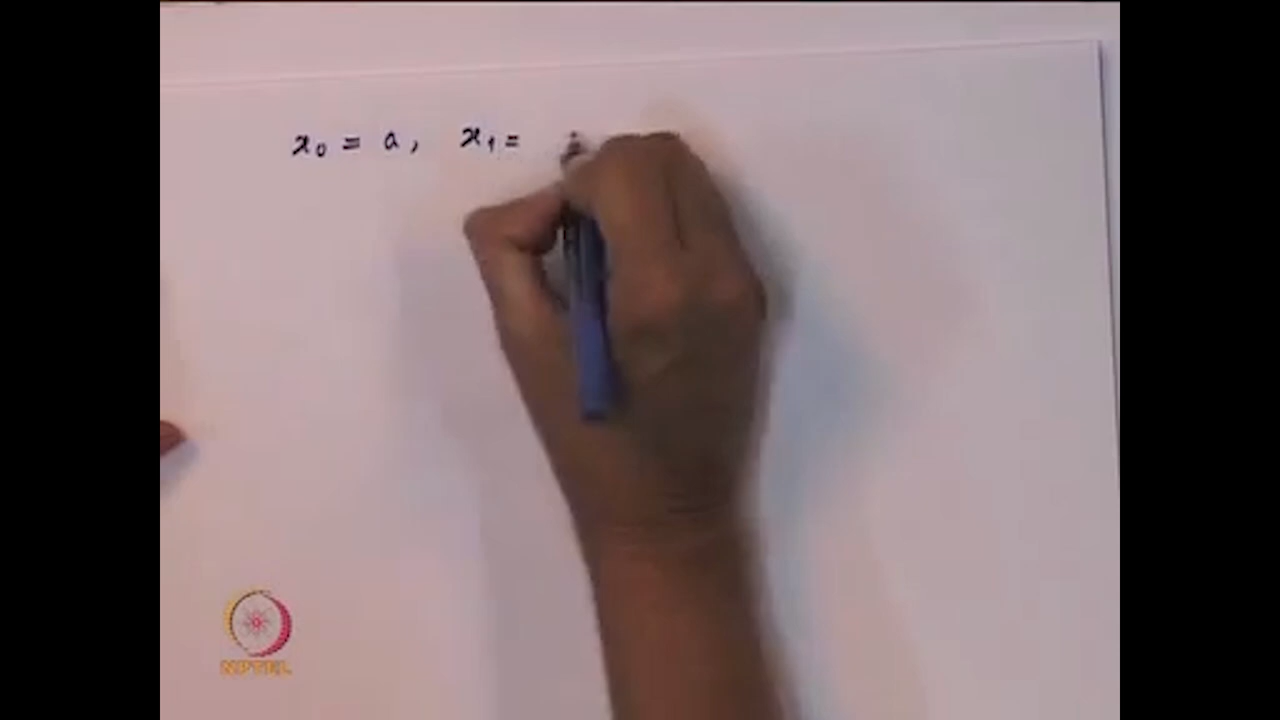 x₀ = a, x₁ =
NPTEL